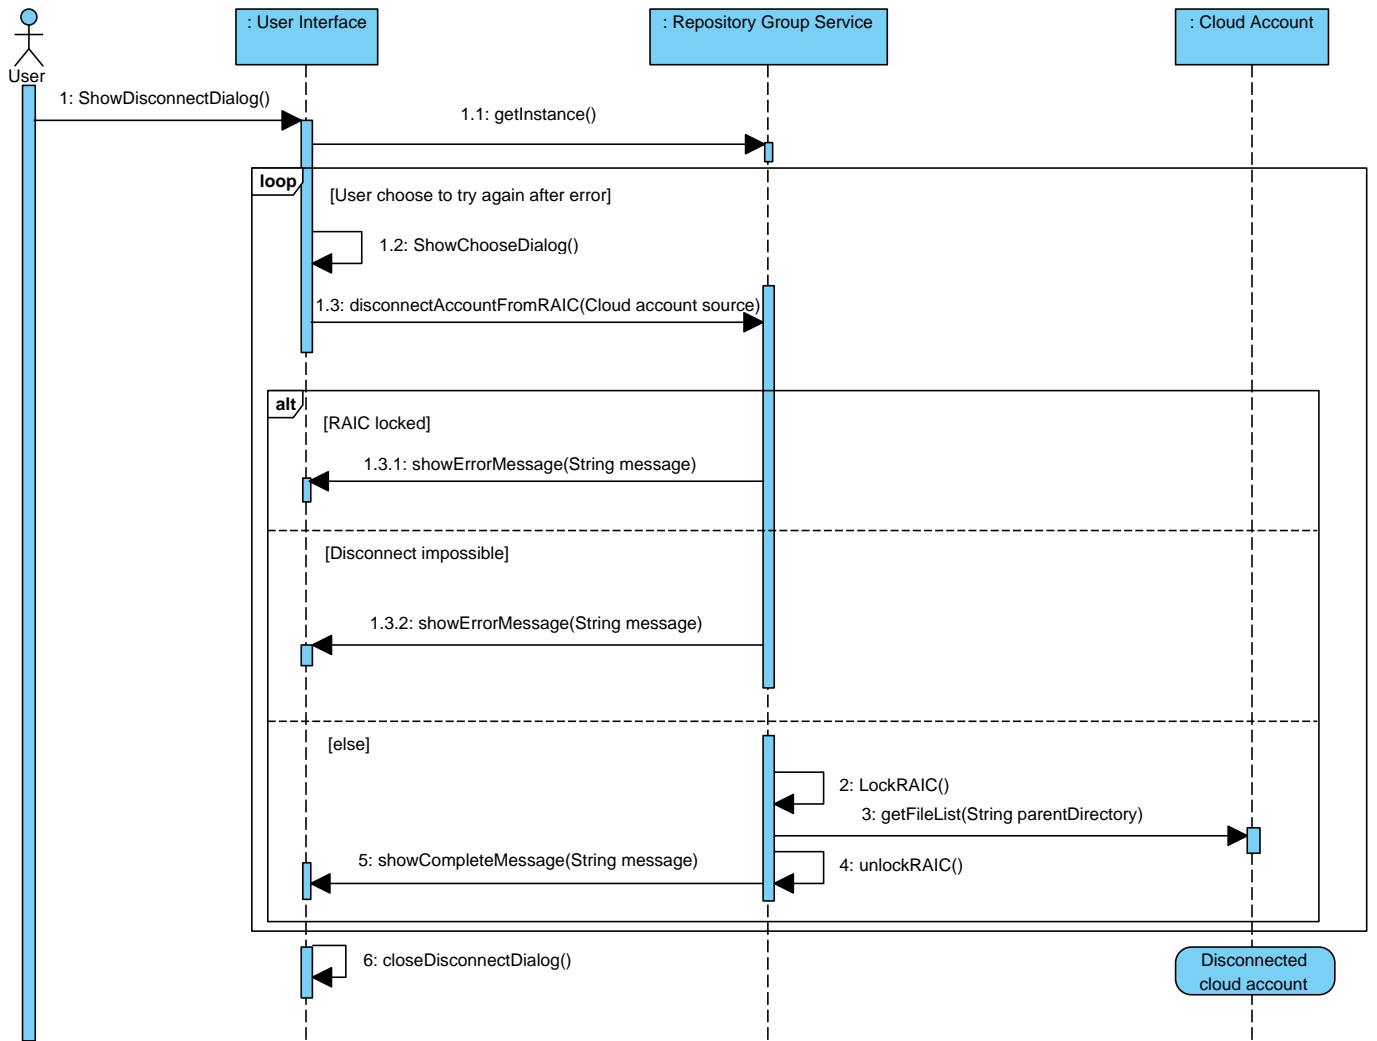 : User Interface
: Repository Group Service
: Cloud Account
User
1: ShowDisconnectDialog()
1.1: getInstance()
loop
[User choose to try again after error]
1.2: ShowChooseDialog()
1.3: disconnectAccountFromRAIC(Cloud account source)
alt
[RAIC locked]
1.3.1: showErrorMessage(String message)
[Disconnect impossible]
1.3.2: showErrorMessage(String message)
[else]
2: LockRAIC()
3: getFileList(String parentDirectory)
5: showCompleteMessage(String message)
4: unlockRAIC()
6: closeDisconnectDialog()
Disconnected
cloud account